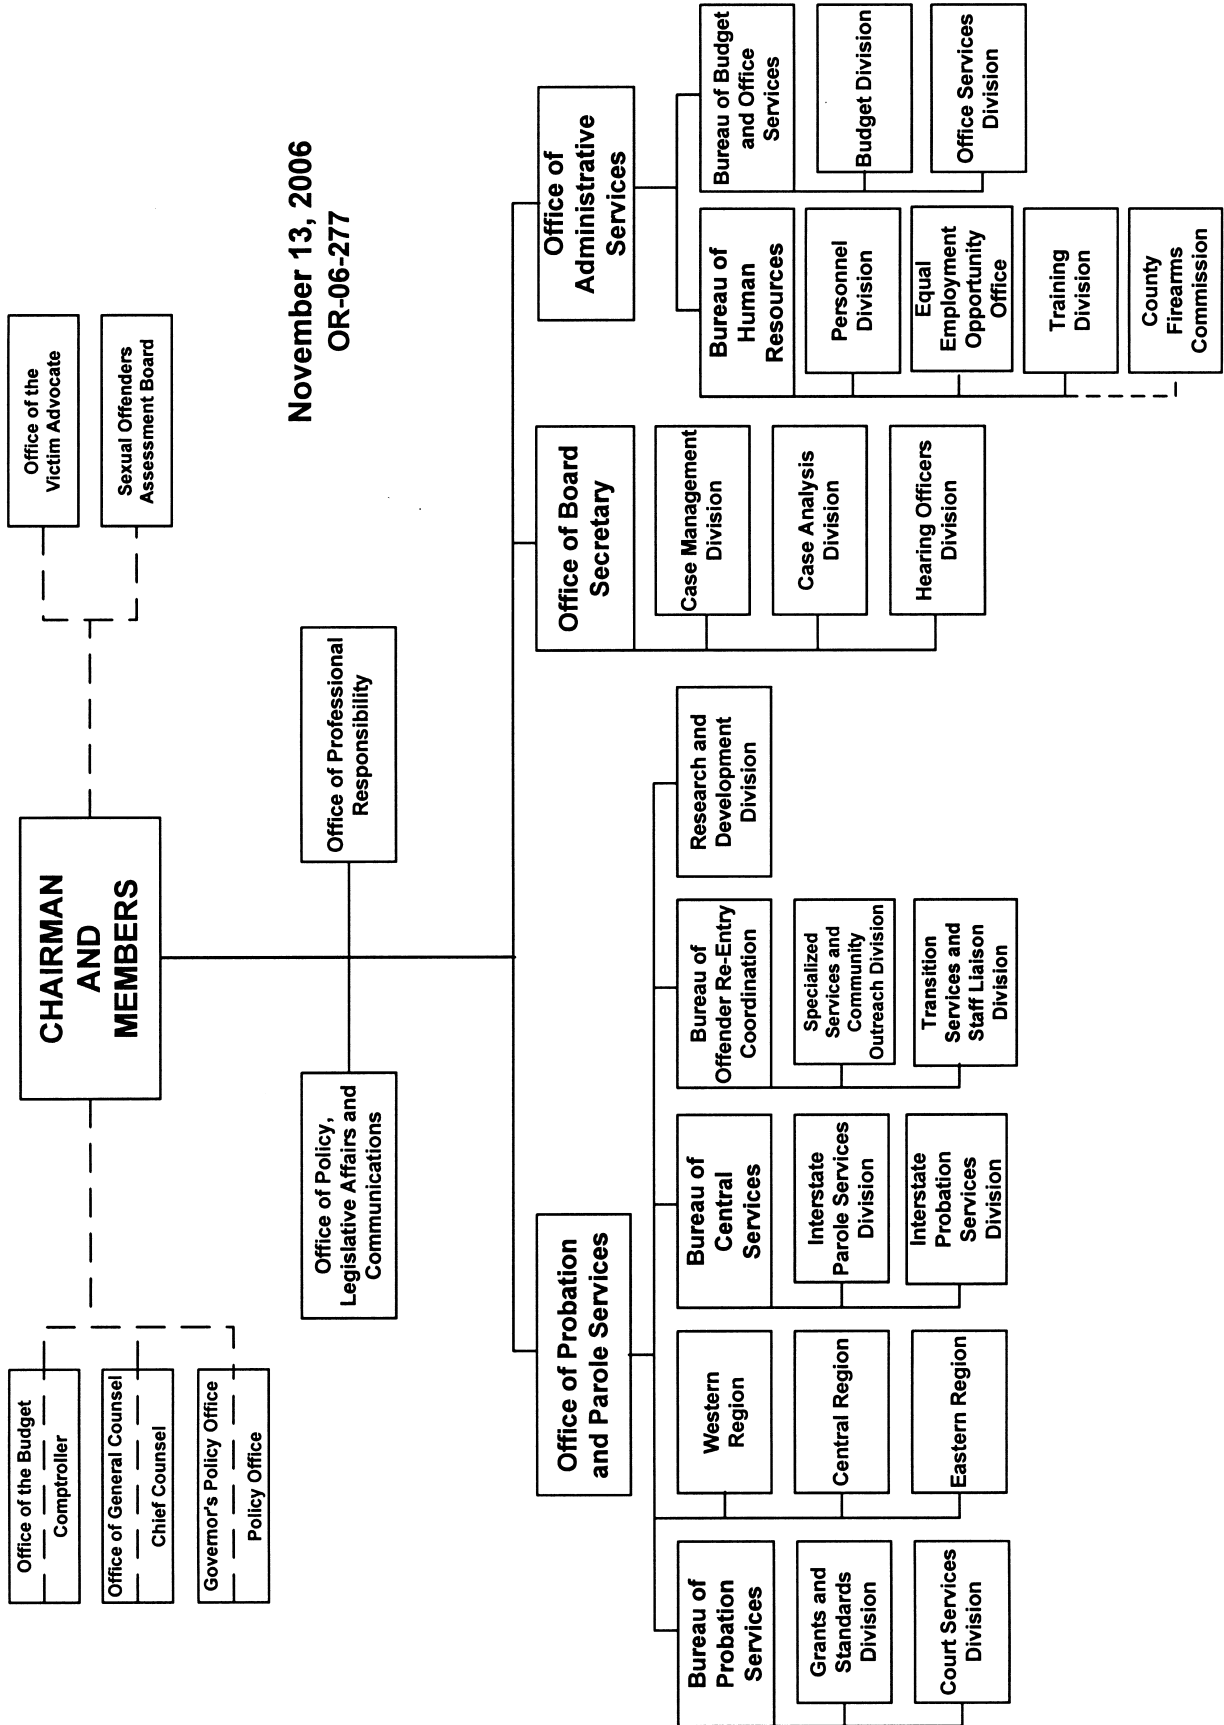 Office of the Budget
Comptroller
Office of General Counsel
Chief Counsel
Governor's Policy Office
Policy Office
CHAIRMAN
AND
MEMBERS
Office of the
Victim Advocate
Sexual Offenders
Assessment Board
November 13, 2006
OR-06-277
Office of Policy,
Legislative Affairs and
Communications
Office of Professional
Responsibility
Office of Probation
and Parole Services
Bureau of
Probation
Services
Grants and
Standards
Division
Court Services
Division
Western
Region
Central Region
Eastern Region
Bureau of
Central
Services
Interstate
Parole Services
Division
Interstate
Probation
Services
Division
Bureau of
Offender Re-Entry
Coordination
Specialized
Services and
Community
Outreach Division
Transition
Services and
Staff Liaison
Division
Research and
Development
Division
Office of Board
Secretary
Case Management
Division
Case Analysis
Division
Hearing Officers
Division
Office of
Administrative
Services
Bureau of
Human
Resources
Personnel
Division
Equal
Employment
Opportunity
Office
Training
Division
County
Firearms
Commission
Bureau of Budget
and Office
Services
Budget Division
Office Services
Division